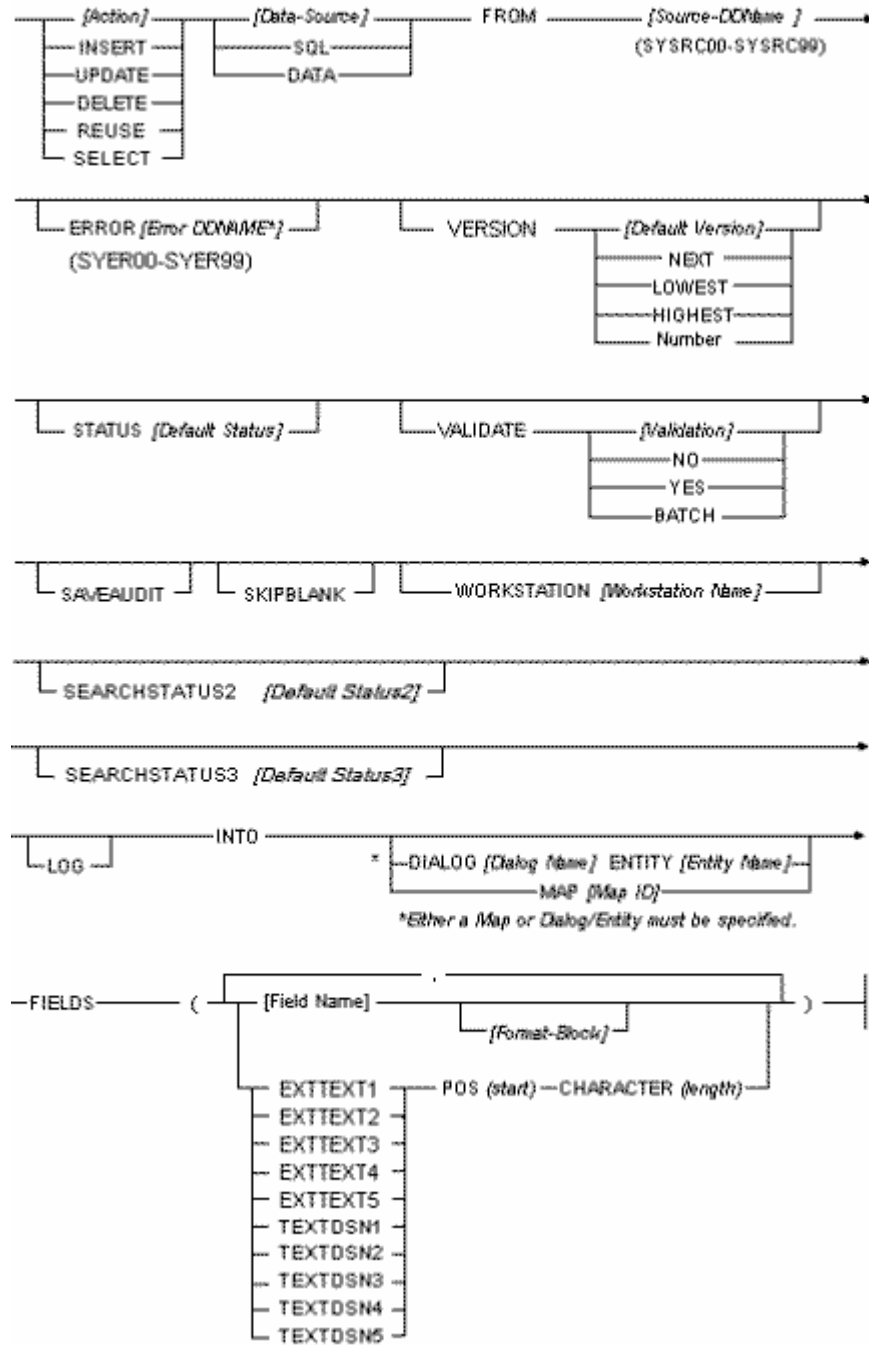 [Action] [Data-Source] FROM [Source-DDName ]
INSERT SQL (SYSRC00-SYSRC99)
UPDATE DATA
DELETE
REUSE
SELECT
ERROR [Error DDNAME*] VERSION [Default Version]
(SYER00-SYER99) NEXT
LOWEST
HIGHEST
Number
STATUS [Default Status] VALIDATE [Validation]
NO
YES
BATCH
SAVEAUDIT SKIPBLANK WORKSTATION [Workstation Name]
SEARCHSTATUS2 [Default Status2]
SEARCHSTATUS3 [Default Status3]
LOG INTO * DIALOG [Dialog Name] ENTITY [Entity Name]
MAP [Map ID]
*Either a Map or Dialog/Entity must be specified.
,
FIELDS ( [Field Name] )
[Format-Block]
EXTTEXT1 POS (start) CHARACTER (length)
EXTTEXT2
EXTTEXT3
EXTTEXT4
EXTTEXT5
TEXTDSN1
TEXTDSN2
TEXTDSN3
TEXTDSN4
TEXTDSN5